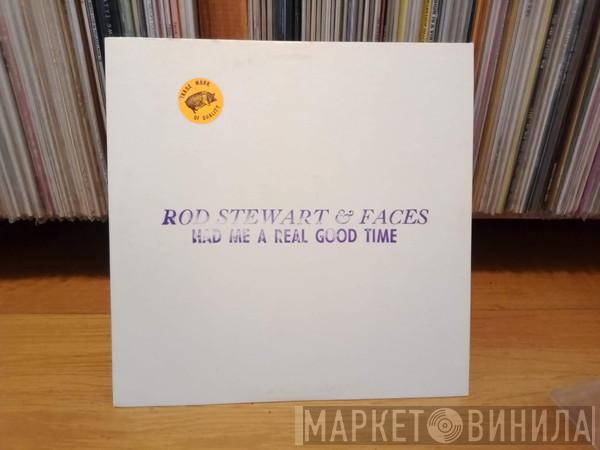 TRADE MARK
OF QUALITY
ROD STEWART & FACES
HAD ME A REAL GOOD TIME
МАРКЕТ ВИНИЛА